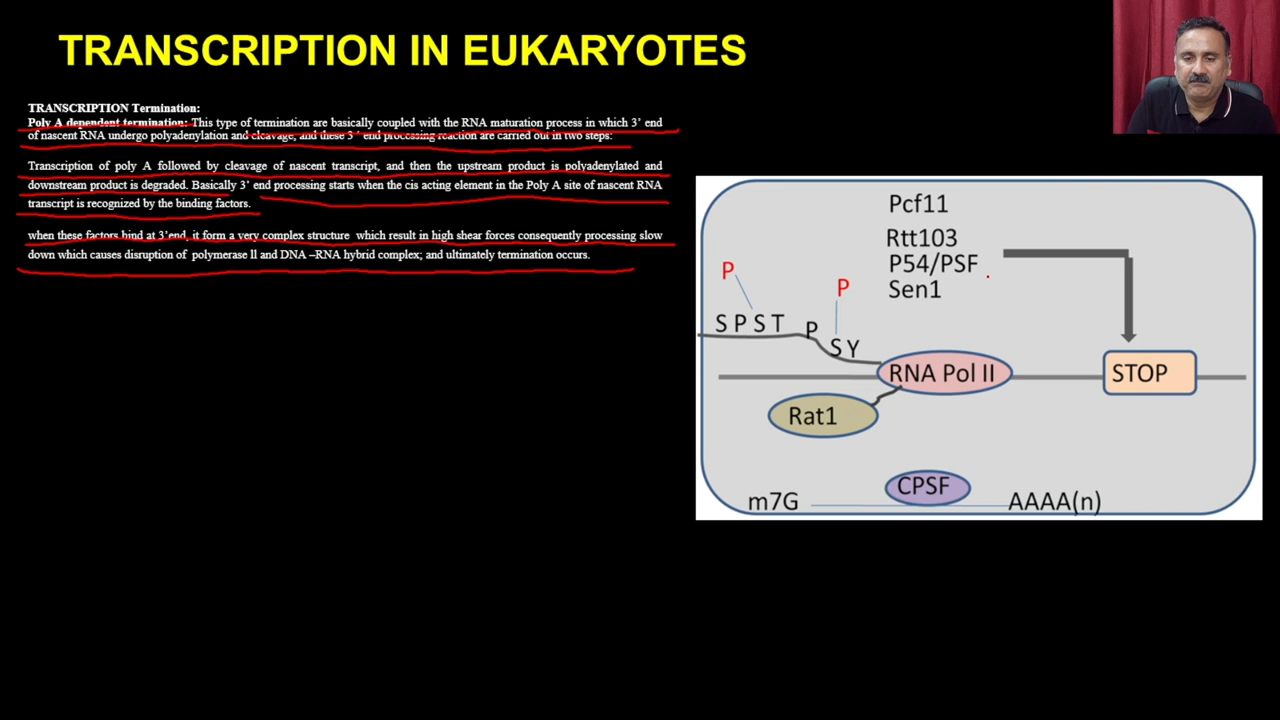 TRANSCRIPTION IN EUKARYOTES
TRANSCRIPTION Termination:
Poly A dependent termination: This type of termination are basically coupled with the RNA maturation process in which 3’ end
of nascent RNA undergo polyadenylation and cleavage, and these 3 ’ end processing reaction are carried out in two steps:
Transcription of poly A followed by cleavage of nascent transcript, and then the upstream product is polyadenylated and
downstream product is degraded. Basically 3’ end processing starts when the cis acting element in the Poly A site of nascent RNA
transcript is recognized by the binding factors.
when these factors bind at 3’end, it form a very complex structure which result in high shear forces consequently processing slow
down which causes disruption of polymerase ll and DNA –RNA hybrid complex; and ultimately termination occurs.
Pcf11
Rtt103
P54/PSF
Sen1
P
P
S P S T
P
S Y
RNA Pol II
STOP
Rat1
CPSF
m7G
AAAA(n)